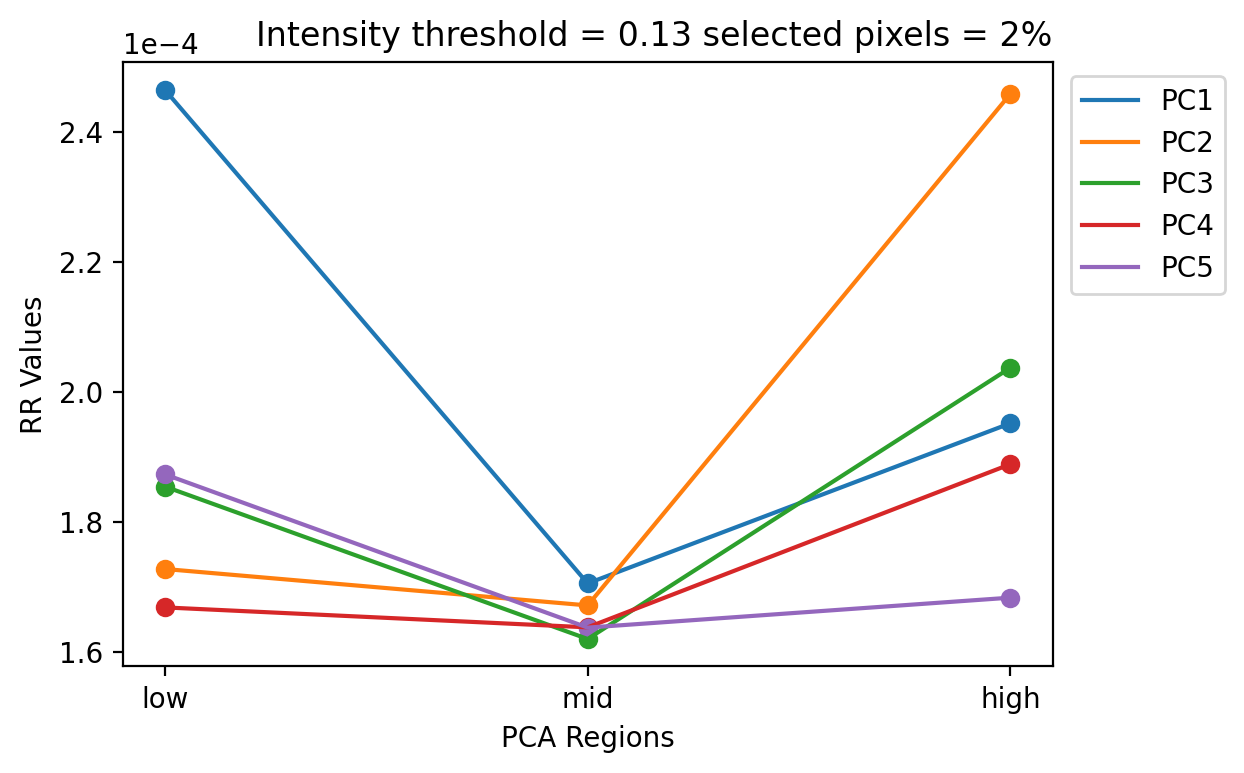 Intensity threshold = 0.13 selected pixels = 2%
1e−4
2.4
2.2
2.0
1.8
1.6
RR Values
low
mid
high
PCA Regions
PC1
PC2
PC3
PC4
PC5